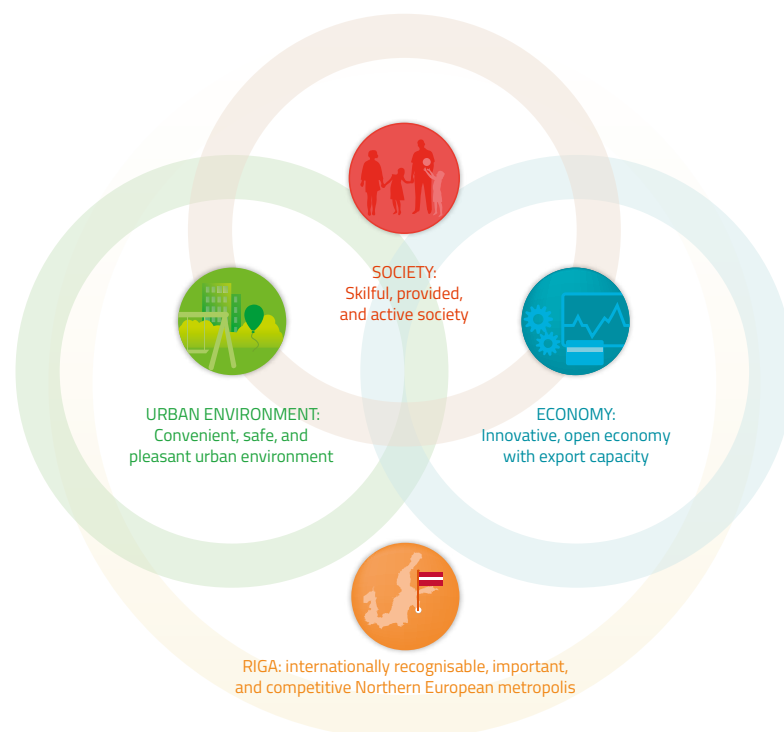 SOCIETY:
Skilful, provided,
and active society
URBAN ENVIRONMENT:
Convenient, safe, and
pleasant urban environment
ECONOMY:
Innovative, open economy
with export capacity
RIGA: internationally recognisable, important,
and competitive Northern European metropolis